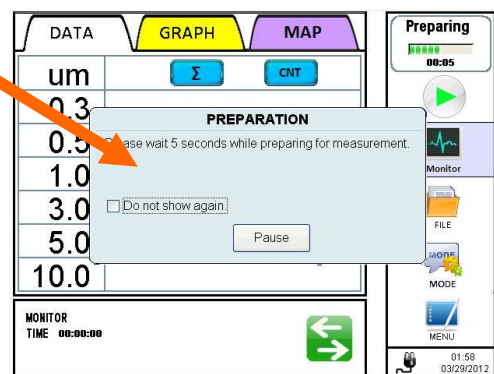 DATA
GRAPH
MAP
um
Σ
CNT
0.3
0.5
1.0
3.0
5.0
10.0
PREPARATION
Please wait 5 seconds while preparing for measurement.
Do not show again.
Pause
MONITOR
TIME 00:00:00
Preparing
00:05
Monitor
FILE
MODE
MODE
MENU
01:58
03/29/2012